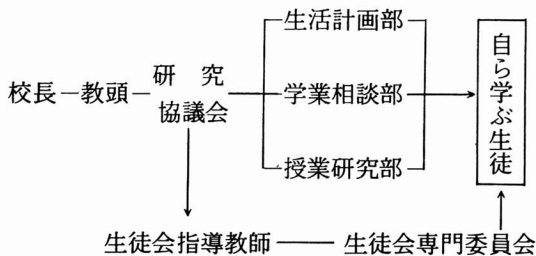 生活計画部
校長―教頭―研究協議会
学業相談部
授業研究部
自ら学ぶ生徒
生徒会指導教師
生徒会専門委員会